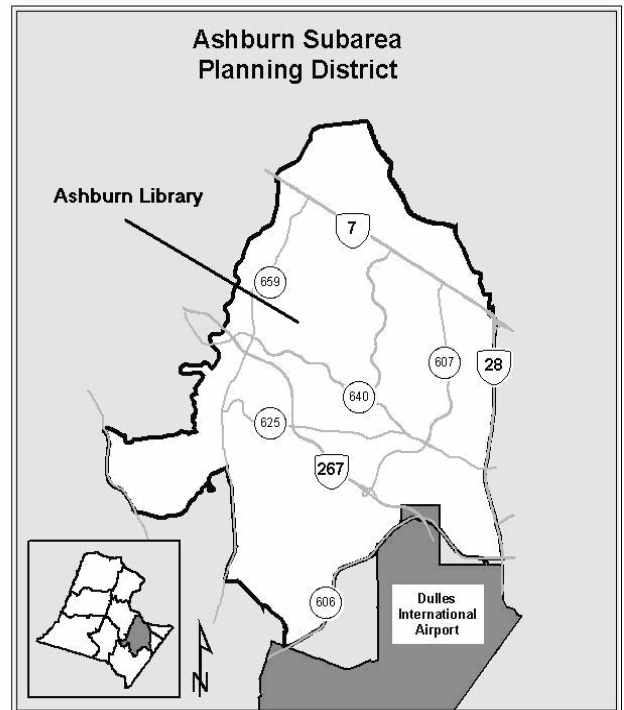 Ashburn Subarea
Planning District
Ashburn Library
7
659
607
28
640
625
267
606
Dulles
International
Airport
N